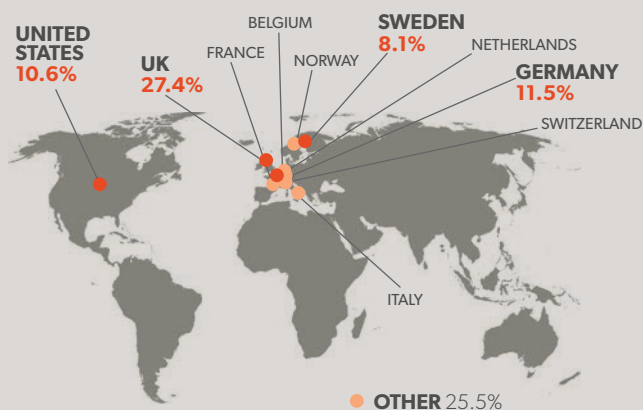 UNITED
STATES
10.6%
UK
27.4%
FRANCE
BELGIUM
NORWAY
SWEDEN
8.1%
NETHERLANDS
GERMANY
11.5%
SWITZERLAND
ITALY
OTHER 25.5%